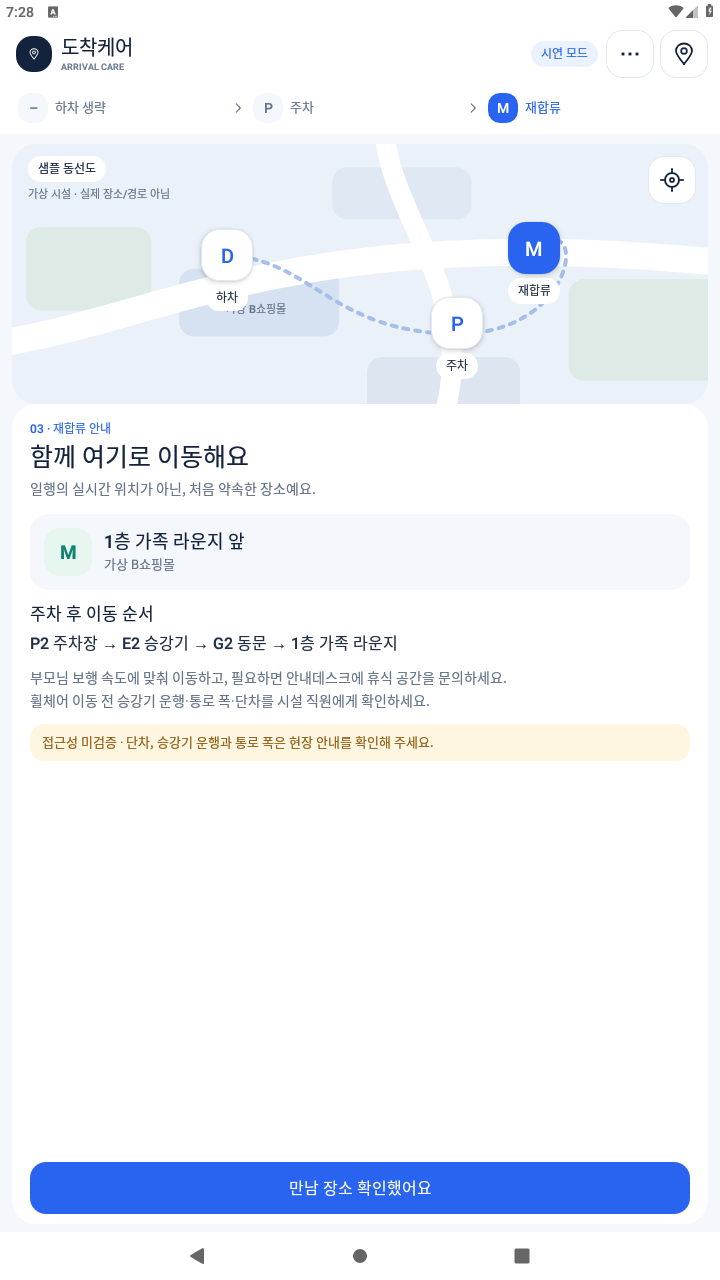 7:28
도착케어
ARRIVAL CARE
시연 모드
하차 생략
P 주차
M 재합류
샘플 동선도
가상 시설 · 실제 장소/경로 아님
D
하차
B쇼핑몰
M
재합류
P
주차
03 · 재합류 안내
함께 여기로 이동해요
일행의 실시간 위치가 아닌, 처음 약속한 장소예요.
M
1층 가족 라운지 앞
가상 B쇼핑몰
주차 후 이동 순서
P2 주차장 → E2 승강기 → G2 동문 → 1층 가족 라운지
부모님 보행 속도에 맞춰 이동하고, 필요하면 안내데스크에 휴식 공간을 문의하세요.
휠체어 이동 전 승강기 운행·통로 폭·단차를 시설 직원에게 확인하세요.
접근성 미검증 · 단차, 승강기 운행과 통로 폭은 현장 안내를 확인해 주세요.
만남 장소 확인했어요